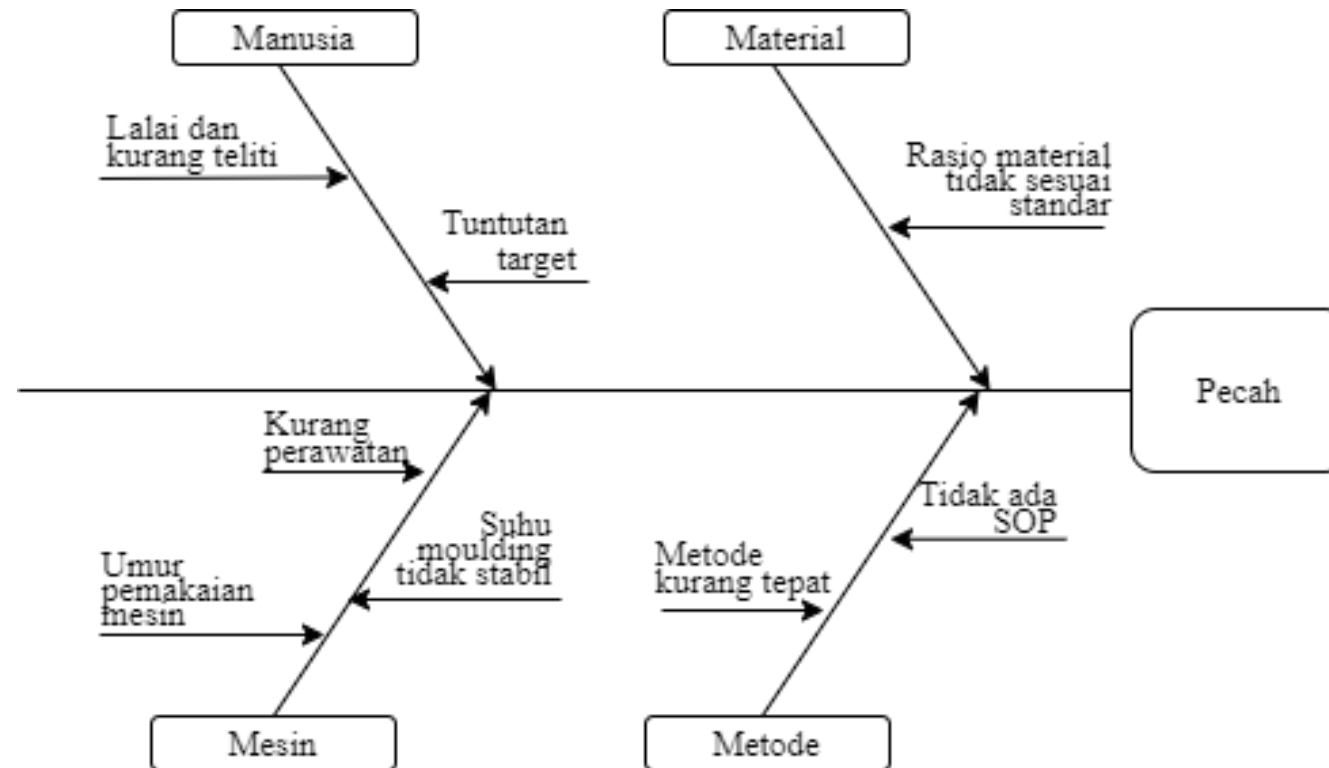 Manusia
Material
Lalai dan
kurang teliti
Tuntutan
target
Rasio material
tidak sesuai
standar
Pecah
Kurang
perawatan
Suhu
moulding
tidak stabil
Umur
pemakaian
mesin
Tidak ada
SOP
Metode
kurang tepat
Mesin
Metode